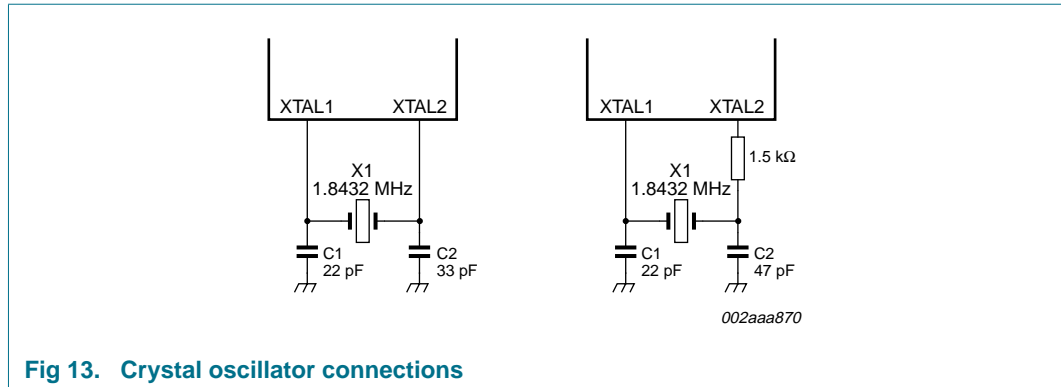 XTAL1 XTAL2
X1
1.8432 MHz
C1
22 pF
C2
33 pF
XTAL1 XTAL2
1.5 kΩ
X1
1.8432 MHz
C1
22 pF
C2
47 pF
002aaa870
Fig 13. Crystal oscillator connections